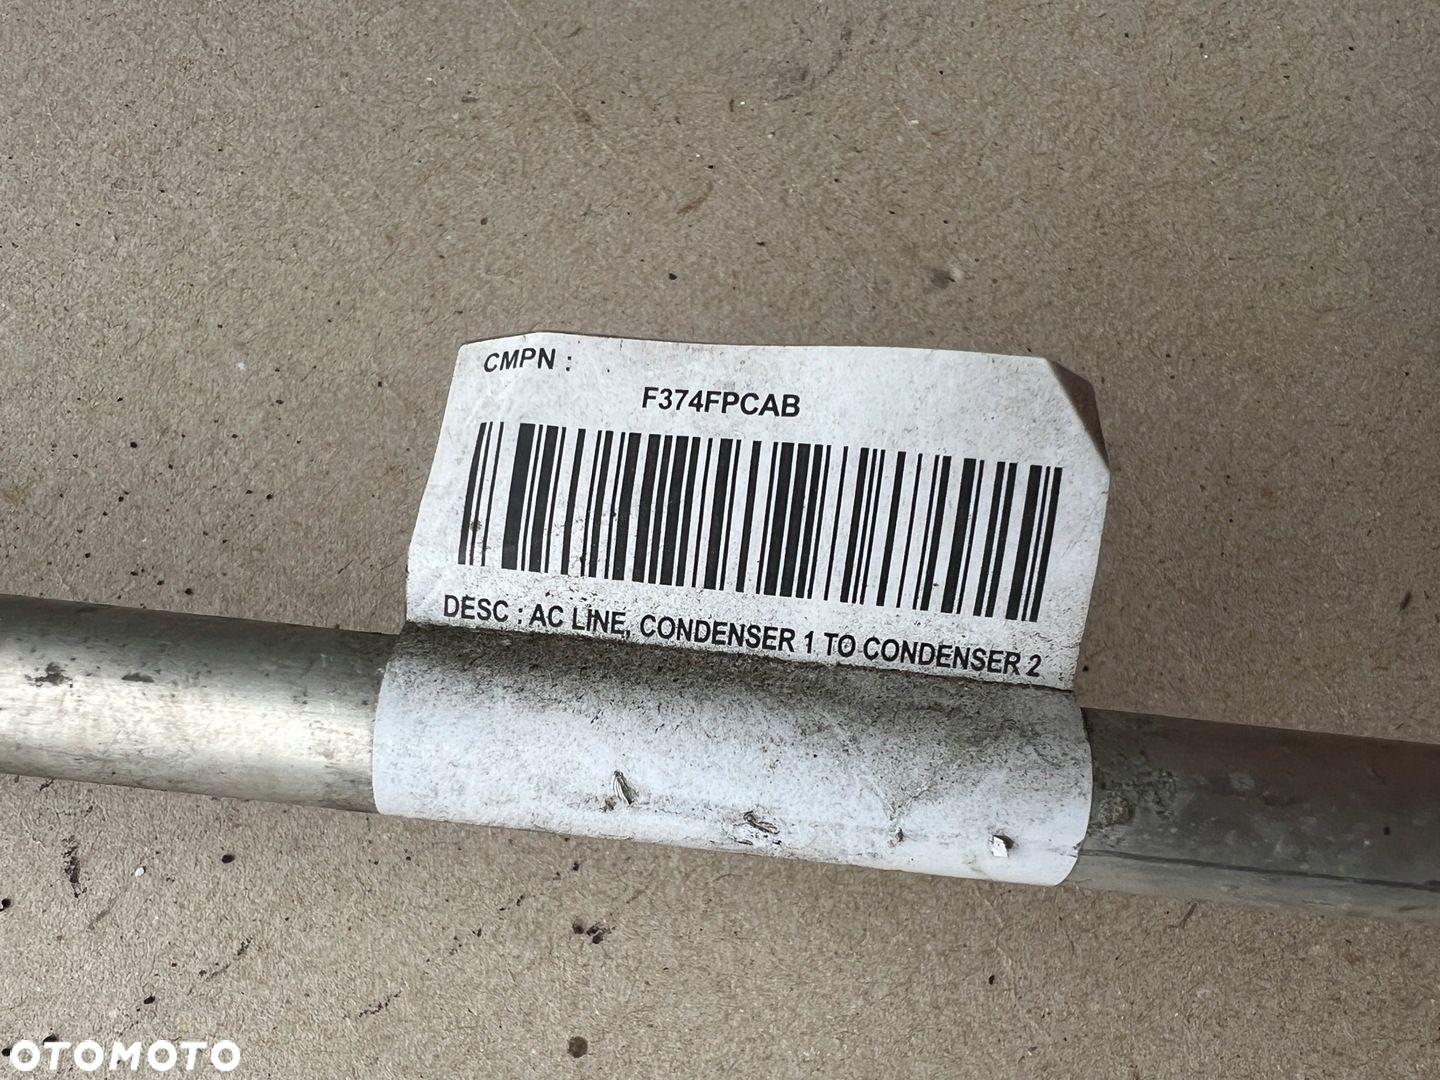 CMPN :
F374FPCAB
DESC : AC LINE, CONDENSER 1 TO CONDENSER 2
OTOMOTO